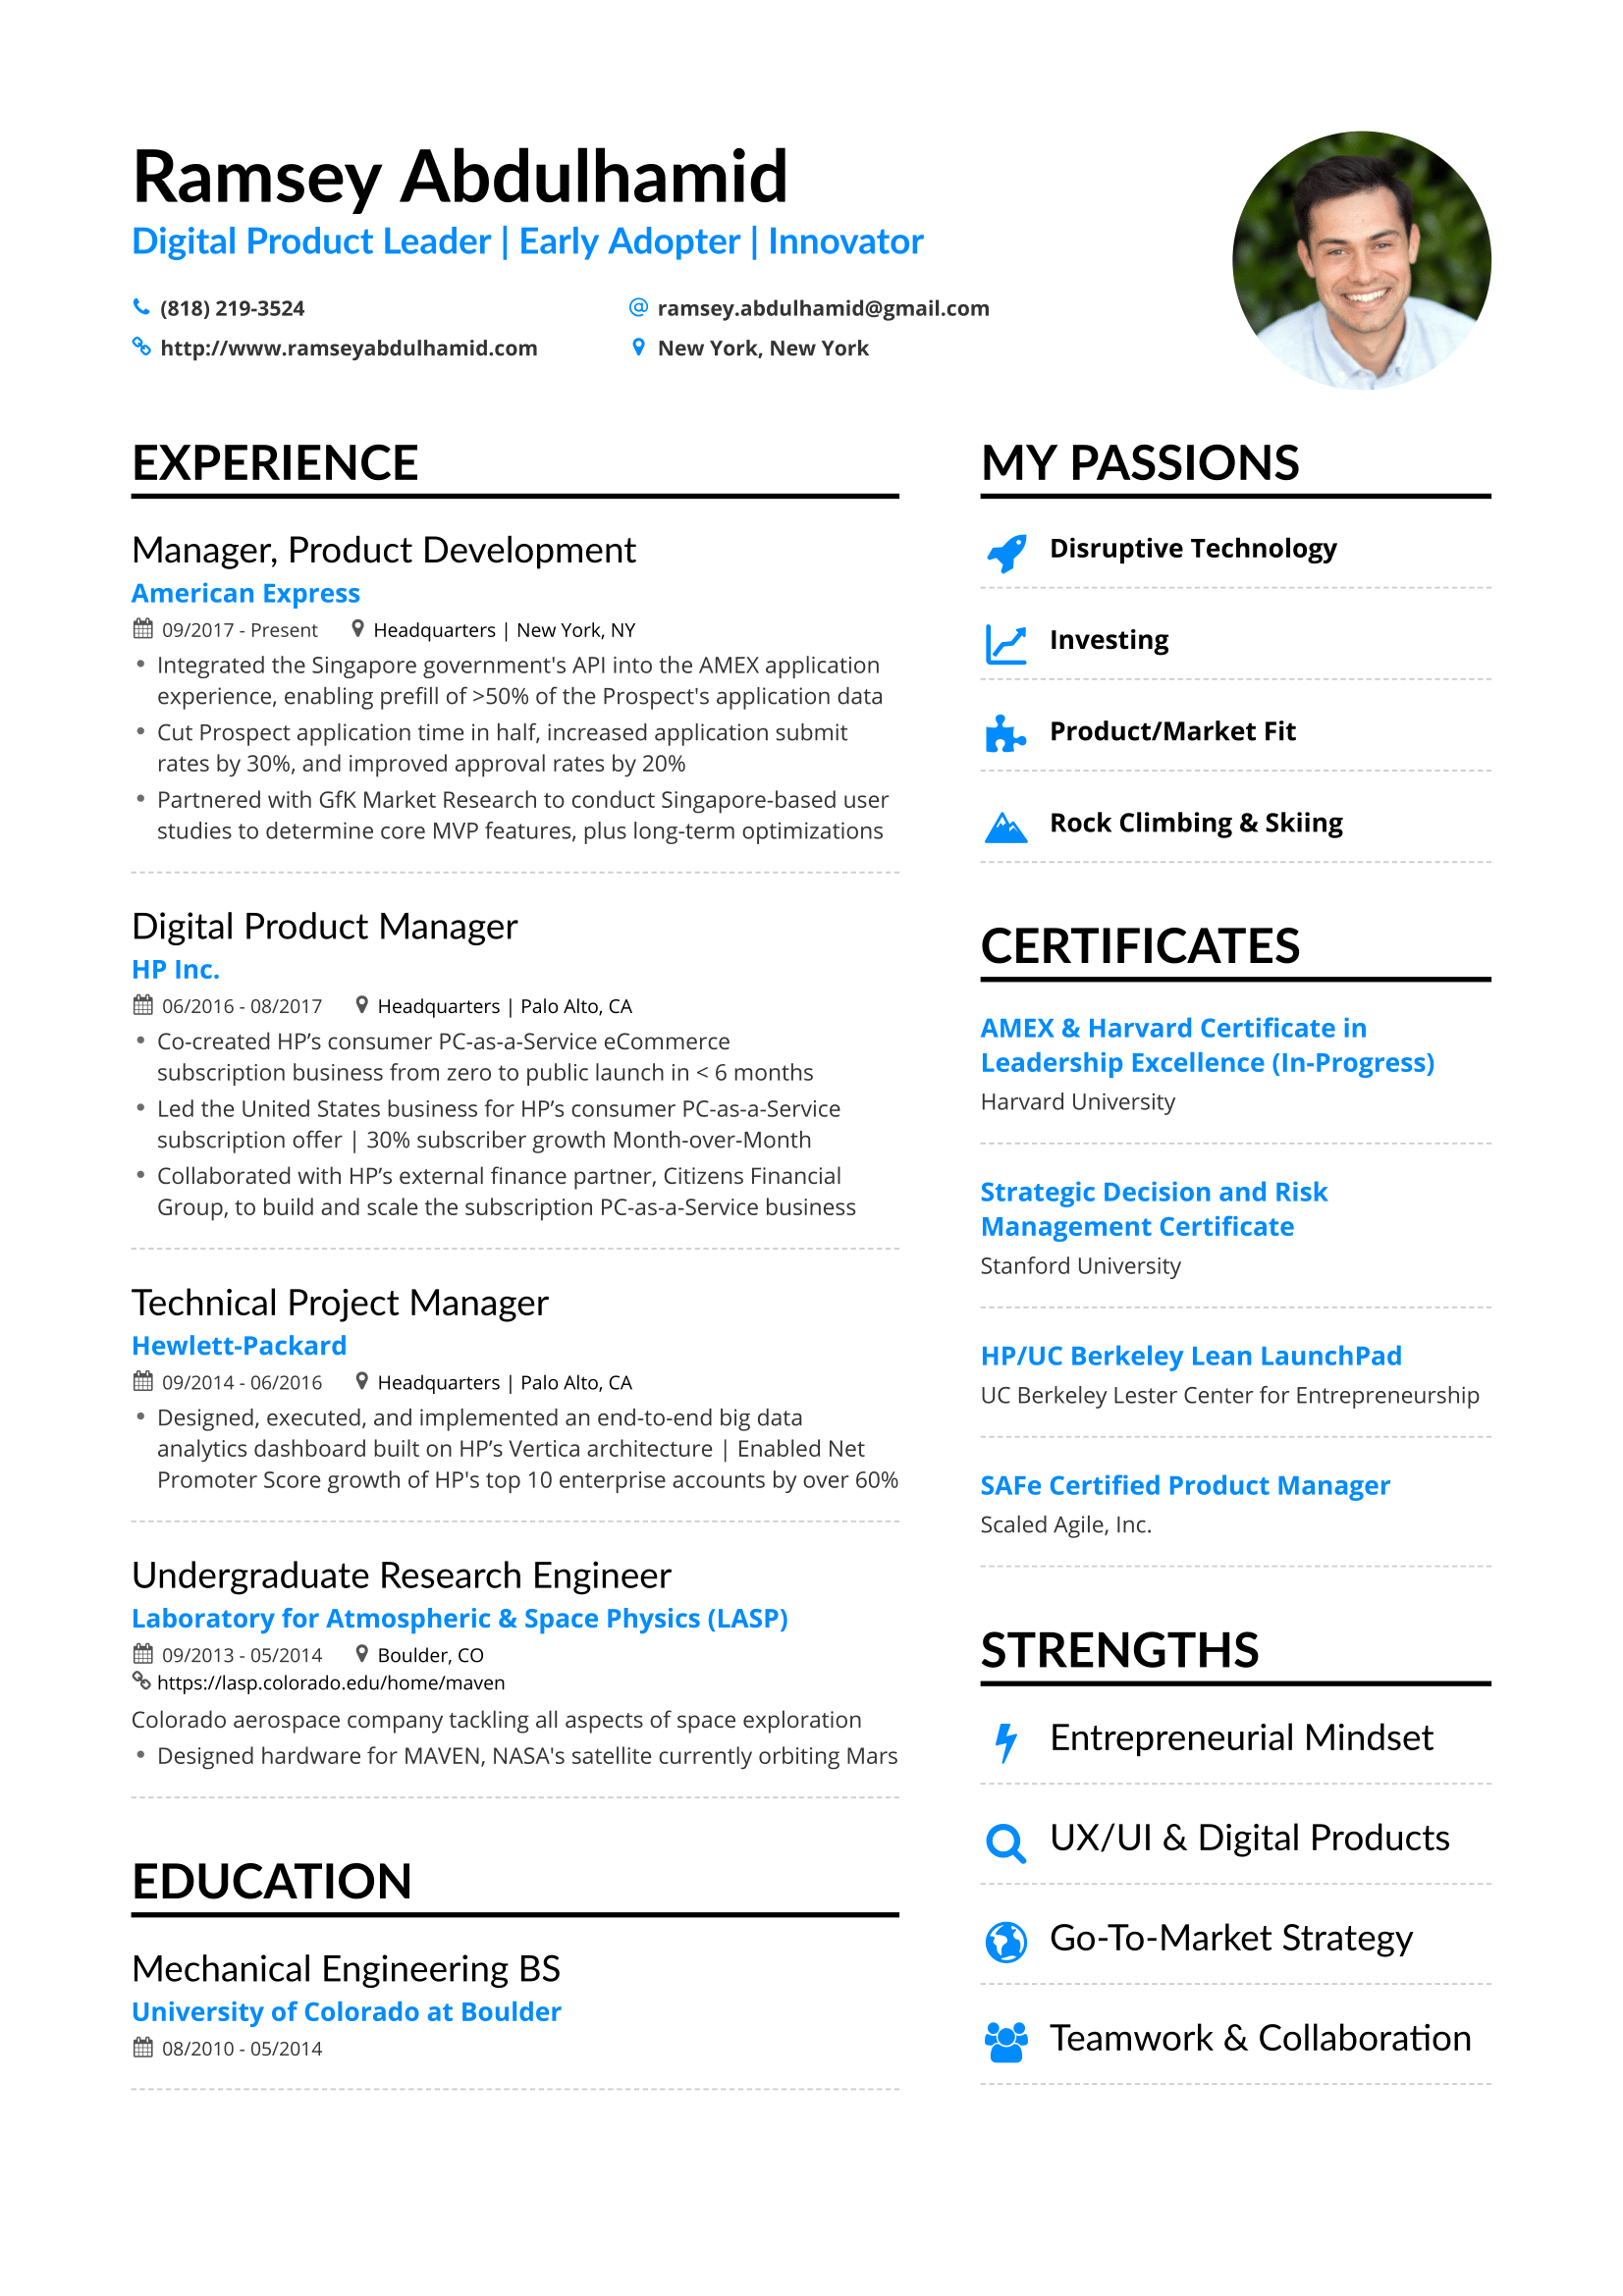 Ramsey Abdulhamid
Digital Product Leader | Early Adopter | Innovator
(818) 219-3524
ramsey.abdulhamid@gmail.com
http://www.ramseyabdulhamid.com
New York, New York
EXPERIENCE
Manager, Product Development
American Express
09/2017 - Present
Headquarters | New York, NY
• Integrated the Singapore government's API into the AMEX application
experience, enabling prefill of >50% of the Prospect's application data
• Cut Prospect application time in half, increased application submit
rates by 30%, and improved approval rates by 20%
• Partnered with GfK Market Research to conduct Singapore-based user
studies to determine core MVP features, plus long-term optimizations
Digital Product Manager
HP Inc.
06/2016 - 08/2017
Headquarters | Palo Alto, CA
• Co-created HP’s consumer PC-as-a-Service eCommerce
subscription business from zero to public launch in < 6 months
• Led the United States business for HP’s consumer PC-as-a-Service
subscription offer | 30% subscriber growth Month-over-Month
• Collaborated with HP’s external finance partner, Citizens Financial
Group, to build and scale the subscription PC-as-a-Service business
Technical Project Manager
Hewlett-Packard
09/2014 - 06/2016
Headquarters | Palo Alto, CA
• Designed, executed, and implemented an end-to-end big data
analytics dashboard built on HP’s Vertica architecture | Enabled Net
Promoter Score growth of HP's top 10 enterprise accounts by over 60%
Undergraduate Research Engineer
Laboratory for Atmospheric & Space Physics (LASP)
09/2013 - 05/2014
Boulder, CO
https://lasp.colorado.edu/home/maven
Colorado aerospace company tackling all aspects of space exploration
• Designed hardware for MAVEN, NASA's satellite currently orbiting Mars
EDUCATION
Mechanical Engineering BS
University of Colorado at Boulder
08/2010 - 05/2014
MY PASSIONS
Disruptive Technology
Investing
Product/Market Fit
Rock Climbing & Skiing
CERTIFICATES
AMEX & Harvard Certificate in
Leadership Excellence (In-Progress)
Harvard University
Strategic Decision and Risk
Management Certificate
Stanford University
HP/UC Berkeley Lean LaunchPad
UC Berkeley Lester Center for Entrepreneurship
SAFe Certified Product Manager
Scaled Agile, Inc.
STRENGTHS
Entrepreneurial Mindset
UX/UI & Digital Products
Go-To-Market Strategy
Teamwork & Collaboration